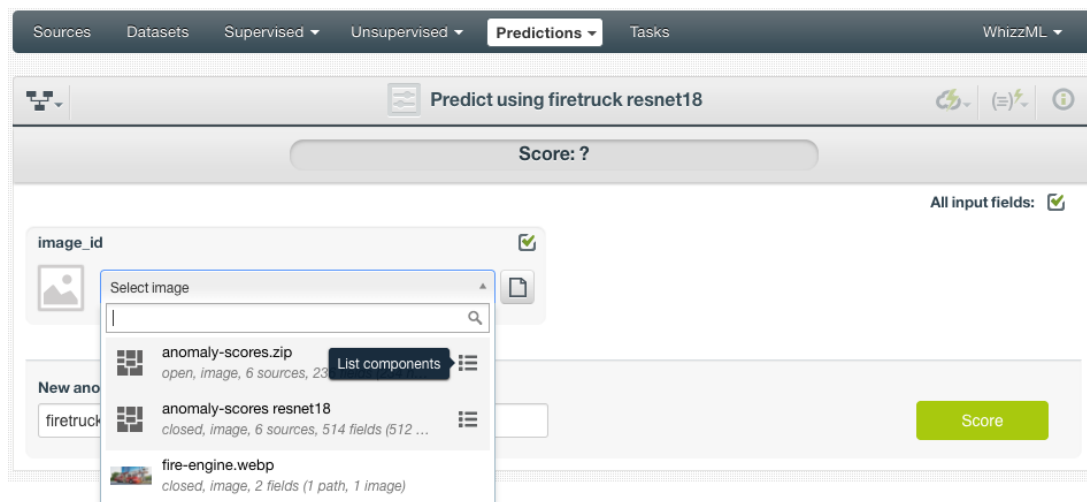 Sources Datasets Supervised Unsupervised Predictions Tasks WhizzML
Predict using firetruck resnet18
Score: ?
All input fields:
image_id
Select image
anomaly-scores.zip
open, image, 6 sources, 23
List components
New ano
anomaly-scores resnet18
firetruck
closed, image, 6 sources, 514 fields (512 ...
Score
fire-engine.webp
closed, image, 2 fields (1 path, 1 image)